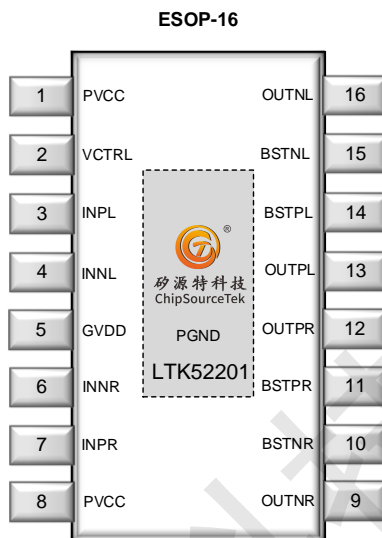 ESOP-16
1 PVCC OUTNL 16
2 VCTRL BSTNL 15
3 INPL BSTPL 14
4 INNL OUTPL 13
5 GVDD OUTPR 12
6 INNR BSTPR 11
7 INPR BSTNR 10
8 PVCC OUTNR 9
®
矽源特科技
ChipSourceTek
PGND
LTK52201